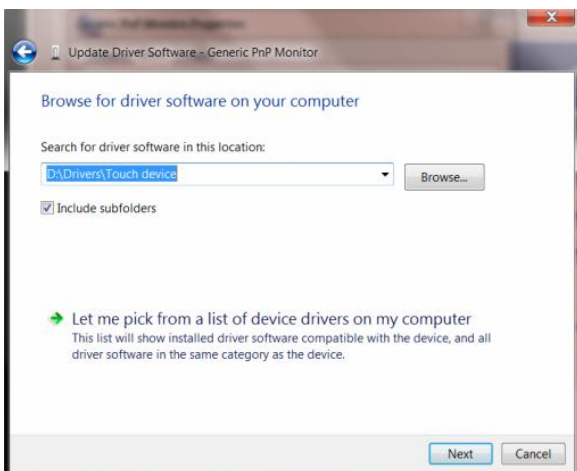 Update Driver Software - Generic PnP Monitor
Browse for driver software on your computer
Search for driver software in this location:
D:\Drivers\Touch device
Browse...
Include subfolders
Let me pick from a list of device drivers on my computer
This list will show installed driver software compatible with the device, and all
driver software in the same category as the device.
Next
Cancel